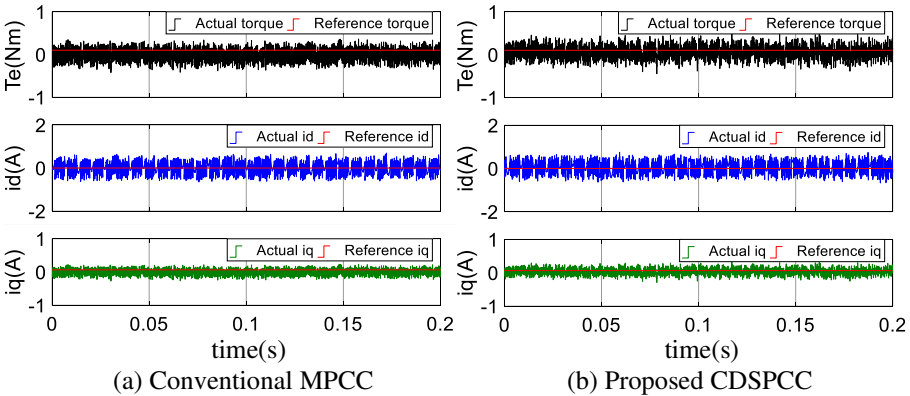 Te(Nm)
1
0
-1
Actual torque Reference torque
id(A)
2
0
-2
Actual id Reference id
iq(A)
1
0
-1
Actual iq Reference iq
0 0.05 0.1 0.15 0.2
time(s)
(a) Conventional MPCC
Te(Nm)
1
0
-1
Actual torque Reference torque
id(A)
2
0
-2
Actual id Reference id
iq(A)
1
0
-1
Actual iq Reference iq
0 0.05 0.1 0.15 0.2
time(s)
(b) Proposed CDSPCC